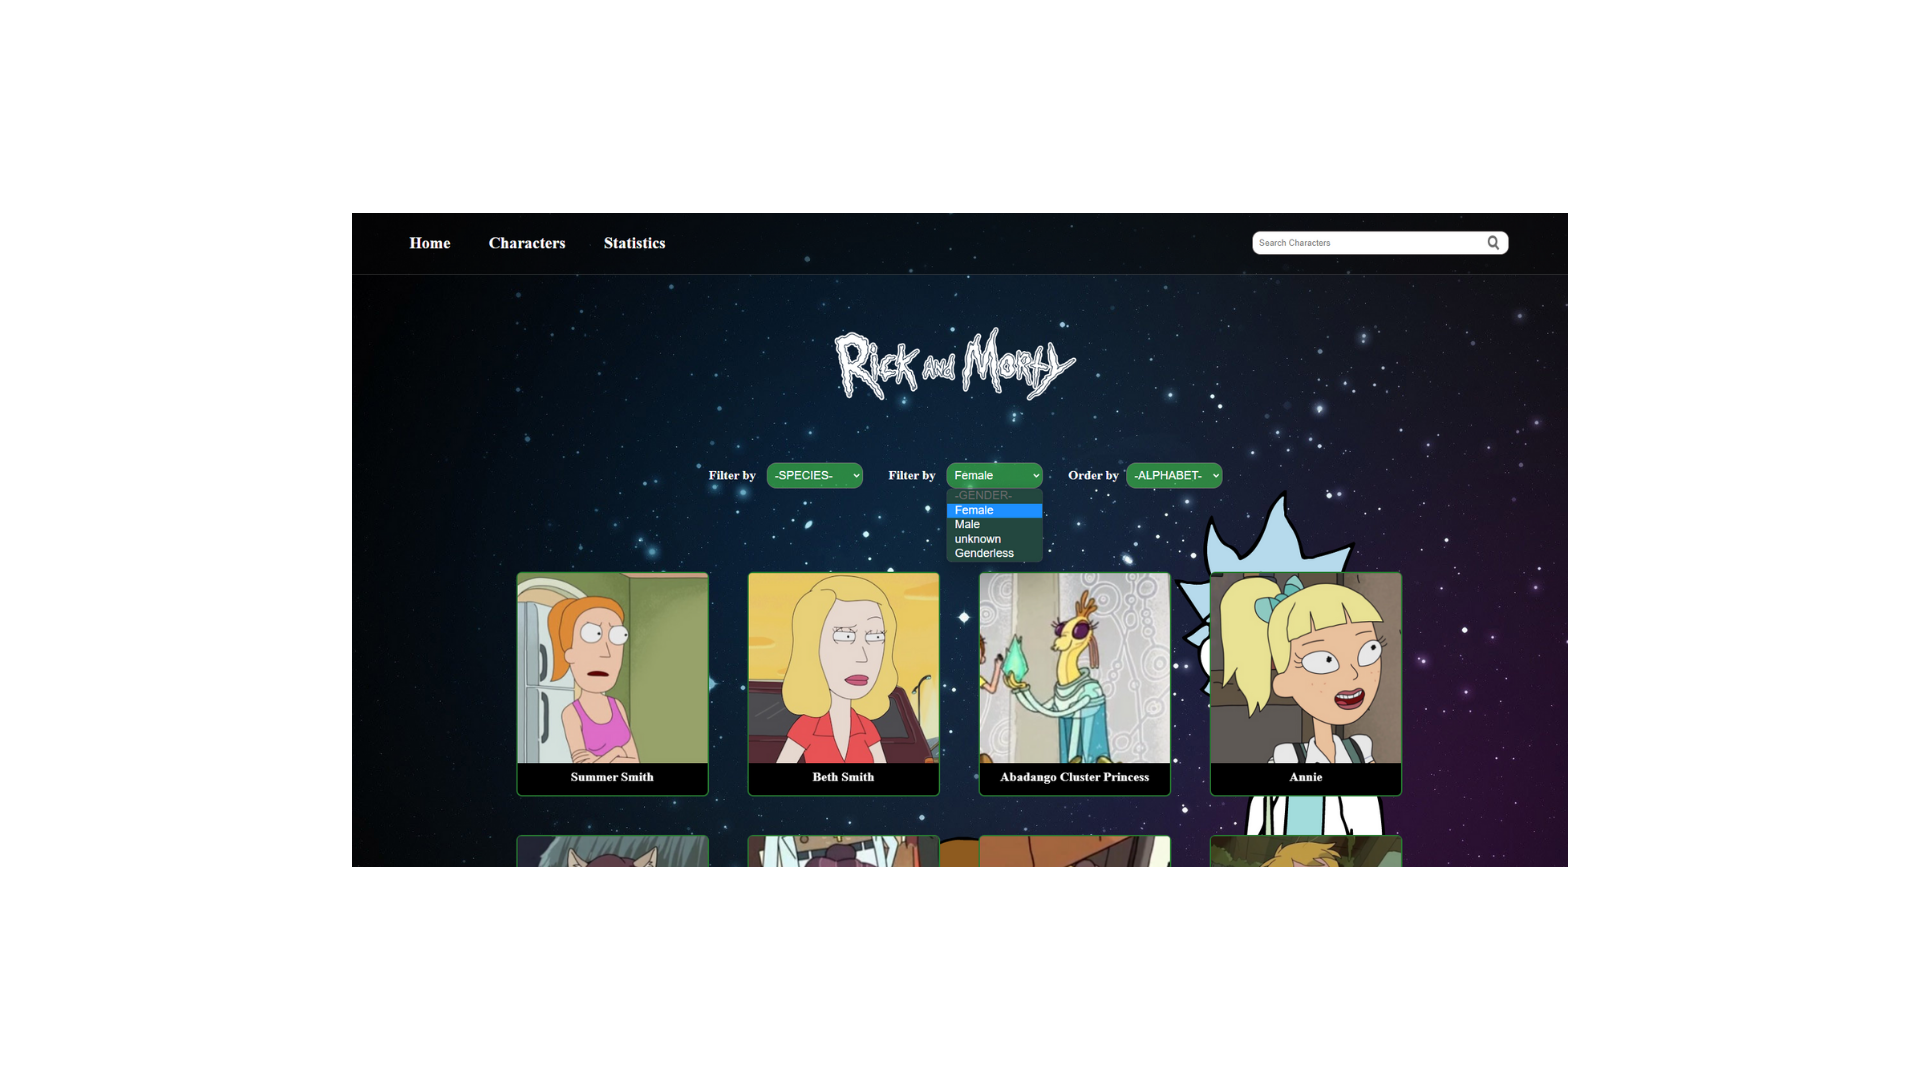 Home Characters Statistics Search Characters
Rick and Morty
Filter by -SPECIES- Filter by Female Order by -ALPHABET-
-GENDER-
Female
Male
unknown
Genderless
Summer Smith Beth Smith Abadango Cluster Princess Annie